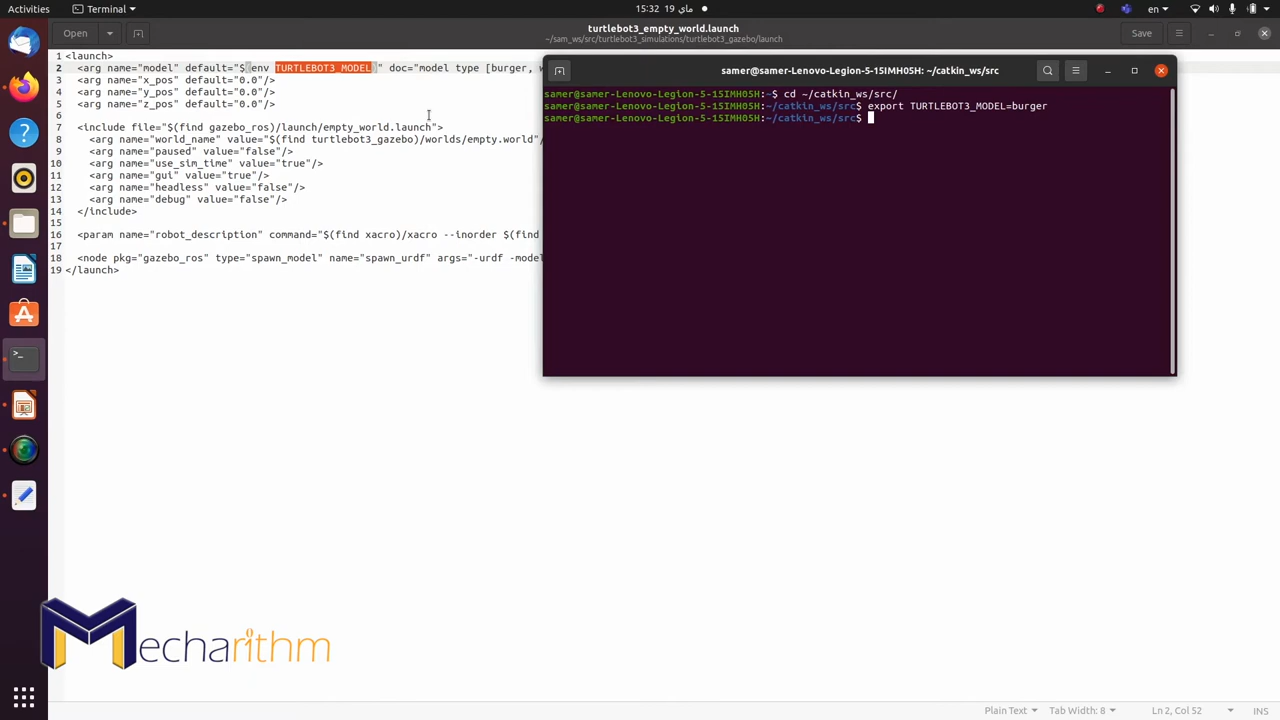 Activities
Terminal
15:32 19 ماي
en
Open
turtlebot3_empty_world.launch
~/sam_ws/src/turtlebot3_simulations/turtlebot3_gazebo/launch
Save
1 <launch>
2 <arg name="model" default="$(env TURTLEBOT3_MODEL)" doc="model type [burger, w
3 <arg name="x_pos" default="0.0"/>
4 <arg name="y_pos" default="0.0"/>
5 <arg name="z_pos" default="0.0"/>
6
7 <include file="$(find gazebo_ros)/launch/empty_world.launch">
8 <arg name="world_name" value="$(find turtlebot3_gazebo)/worlds/empty.world"/
9 <arg name="paused" value="false"/>
10 <arg name="use_sim_time" value="true"/>
11 <arg name="gui" value="true"/>
12 <arg name="headless" value="false"/>
13 <arg name="debug" value="false"/>
14 </include>
15
16 <param name="robot_description" command="$(find xacro)/xacro --inorder $(find
17
18 <node pkg="gazebo_ros" type="spawn_model" name="spawn_urdf" args="-urdf -model
19 </launch>
samer@samer-Lenovo-Legion-5-15IMH05H: ~/catkin_ws/src
samer@samer-Lenovo-Legion-5-15IMH05H:~$ cd ~/catkin_ws/src/
samer@samer-Lenovo-Legion-5-15IMH05H:~/catkin_ws/src$ export TURTLEBOT3_MODEL=burger
samer@samer-Lenovo-Legion-5-15IMH05H:~/catkin_ws/src$
Mecharithm
Plain Text
Tab Width: 8
Ln 2, Col 52
INS